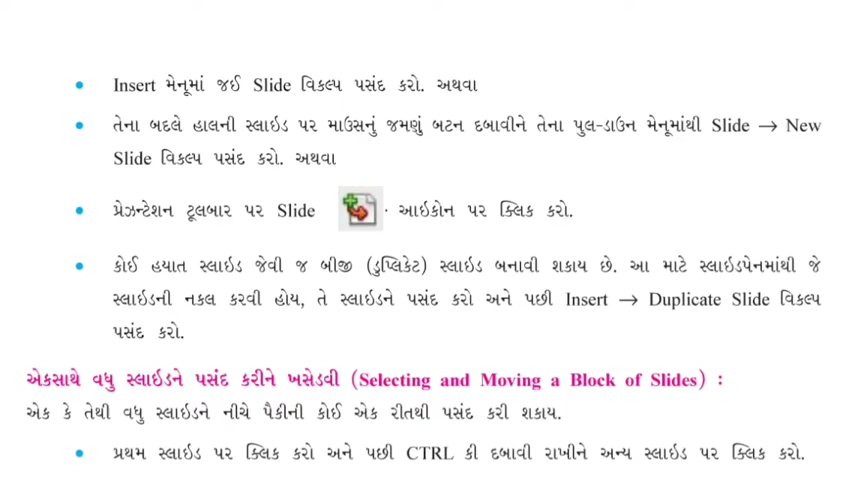 • Insert મેનૂમાં જઈ Slide વિકલ્પ પસંદ કરો. અથવા
• તેના બદલે હાલની સ્લાઇડ પર માઉસનું જમણું બટન દબાવીને તેના પુલ-ડાઉન મેનૂમાંથી Slide → New
Slide વિકલ્પ પસંદ કરો. અથવા
• પ્રેઝન્ટેશન ટૂલબાર પર Slide . આઇકોન પર ક્લિક કરો.
• કોઈ હયાત સ્લાઇડ જેવી જ બીજી (ડુપ્લિકેટ) સ્લાઇડ બનાવી શકાય છે. આ માટે સ્લાઇડપેનમાંથી જે
સ્લાઇડની નકલ કરવી હોય, તે સ્લાઇડને પસંદ કરો અને પછી Insert → Duplicate Slide વિકલ્પ
પસંદ કરો.
એકસાથે વધુ સ્લાઇડને પસંદ કરીને ખસેડવી (Selecting and Moving a Block of Slides) :
એક કે તેથી વધુ સ્લાઇડને નીચે પૈકીની કોઈ એક રીતથી પસંદ કરી શકાય.
• પ્રથમ સ્લાઇડ પર ક્લિક કરો અને પછી CTRL કી દબાવી રાખીને અન્ય સ્લાઇડ પર ક્લિક કરો.